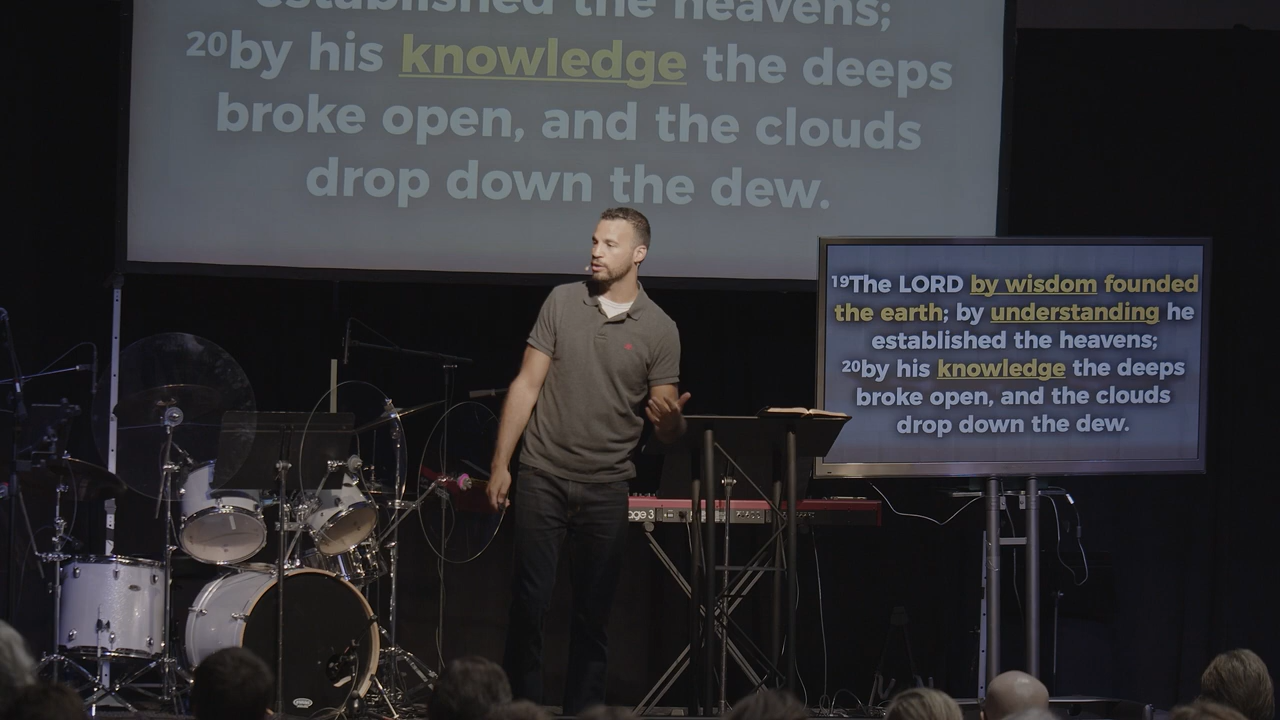 established the heavens;
20by his knowledge the deeps
broke open, and the clouds
drop down the dew.
19The LORD by wisdom founded
the earth; by understanding he
established the heavens;
20by his knowledge the deeps
broke open, and the clouds
drop down the dew.
age 3